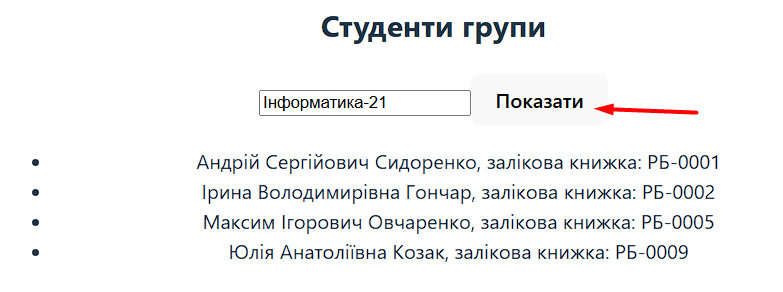 Студенти групи
Інформатика-21 Показати
Андрій Сергійович Сидоренко, залікова книжка: РБ-0001
Ірина Володимирівна Гончар, залікова книжка: РБ-0002
Максим Ігорович Овчаренко, залікова книжка: РБ-0005
Юлія Анатоліївна Козак, залікова книжка: РБ-0009